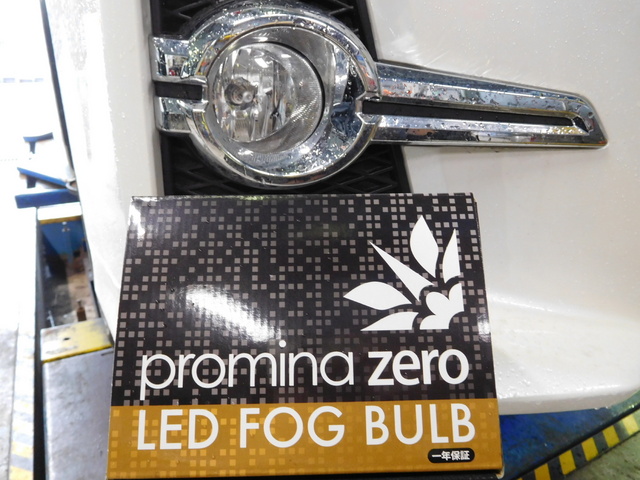 promina zero
LED FOG BULB
一年保証